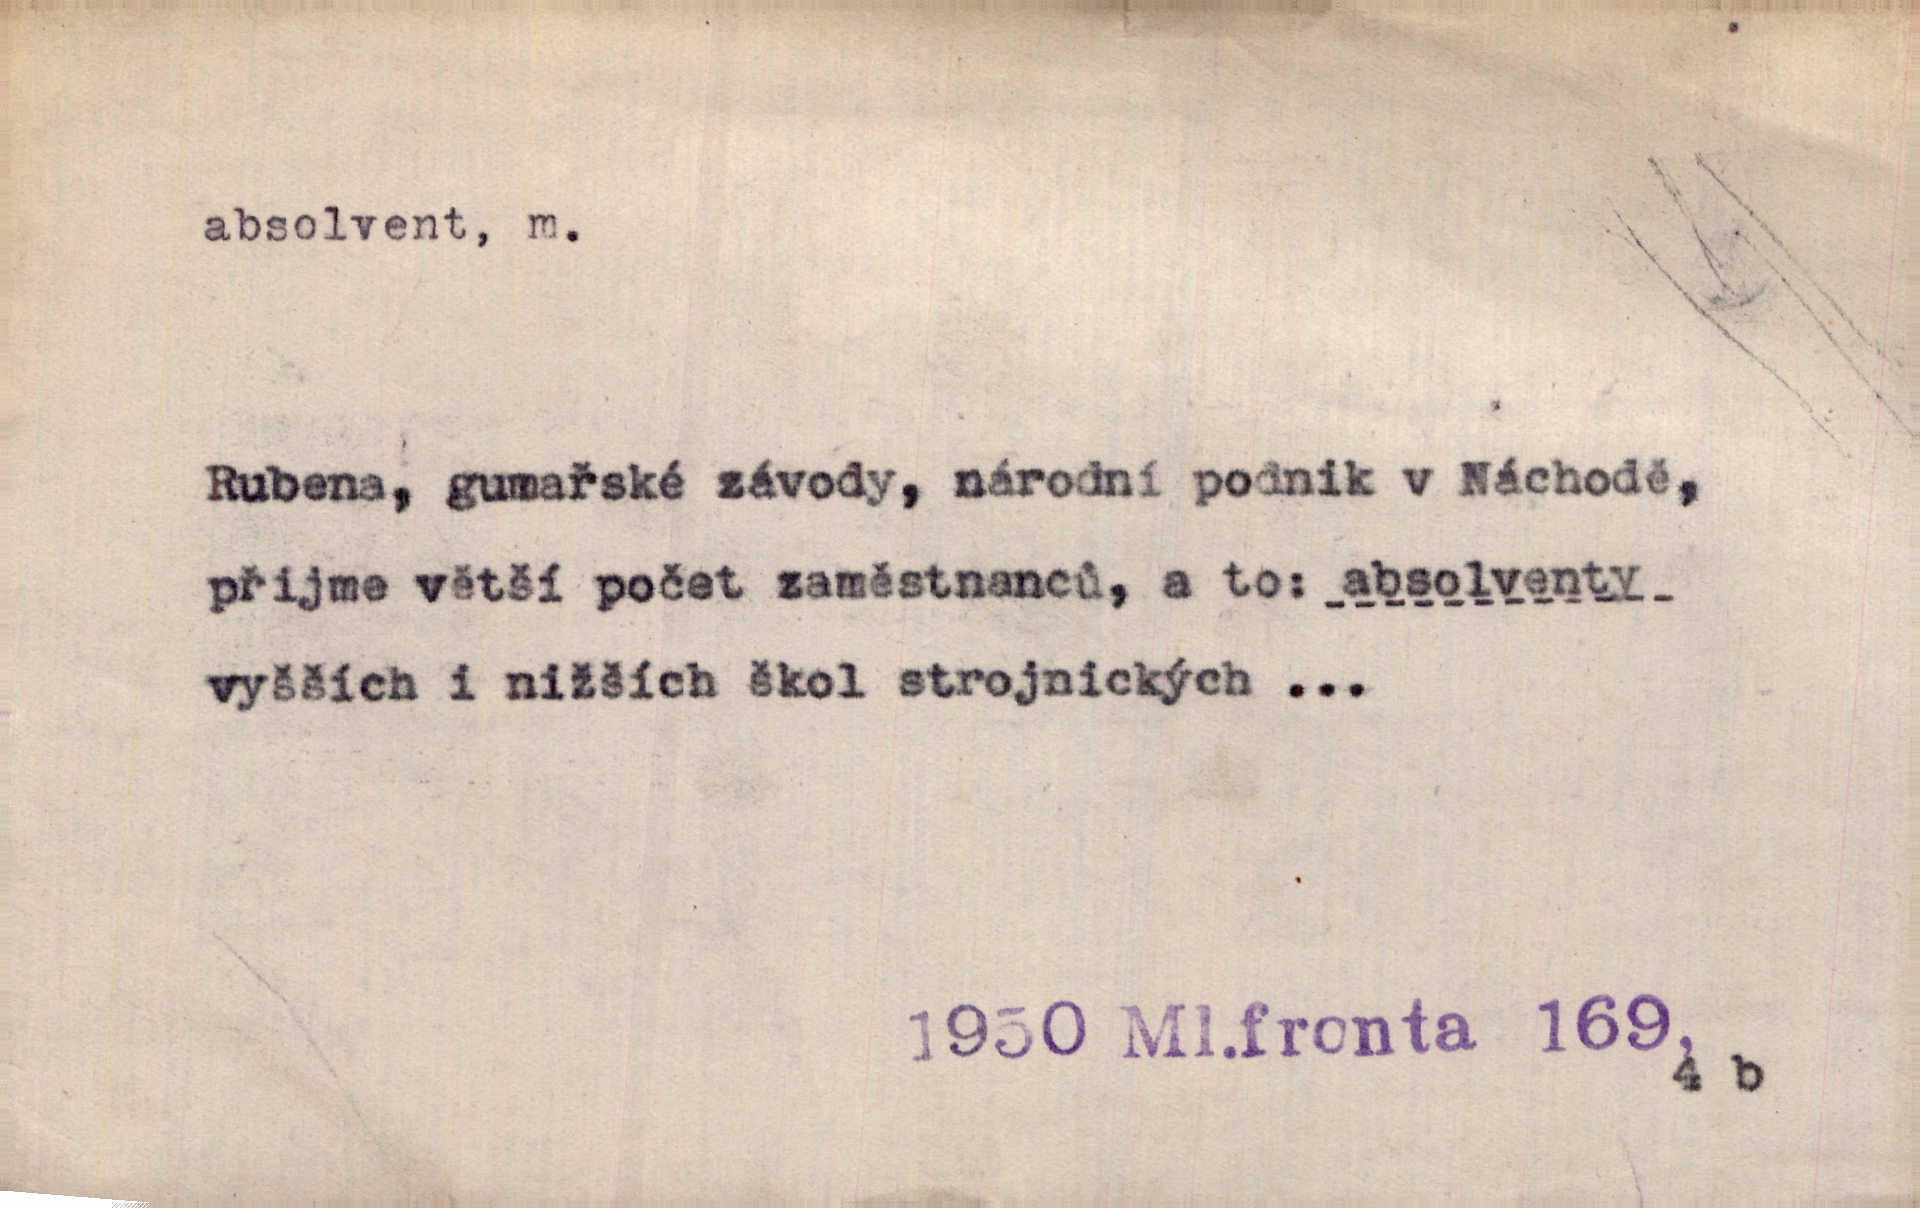 absolvent, m.
Rubena, gumařské závody, národní podnik v Náchodě,
přijme větší počet zaměstnanců, a to: absolventy
vyšších i nižších škol strojnických ...
1950 Ml.fronta 169,
4 b